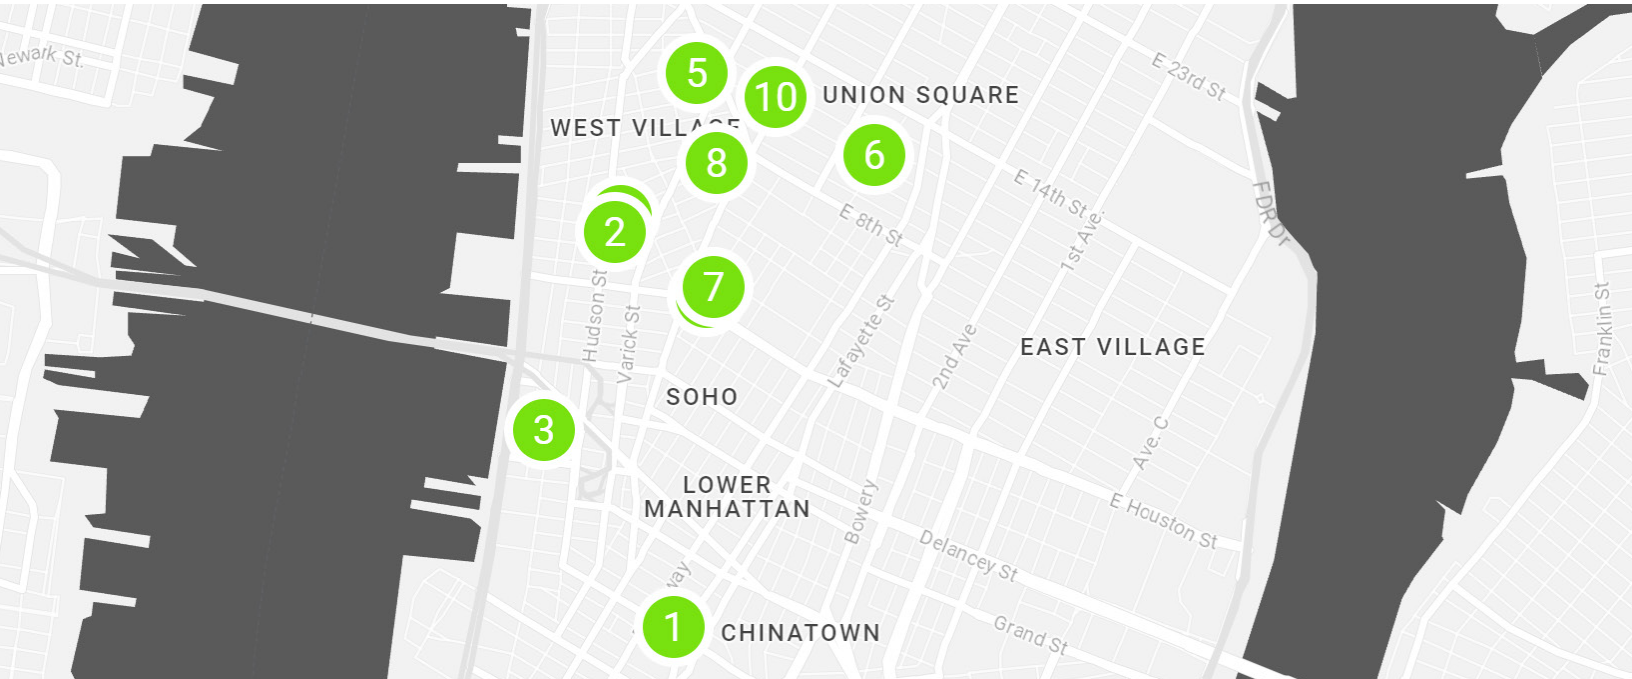 Newark St.
E 23rd St
5
10
UNION SQUARE
WEST VILLAGE
8
6
E 14th St
1st Ave.
FDR Dr
2
E 8th St
7
Hudson St
Varick St
Lafayette St
2nd Ave
EAST VILLAGE
Franklin St
SOHO
3
Ave. C
LOWER
MANHATTAN
Bowery
E Houston St
Delancey St
way
1
CHINATOWN
Grand St